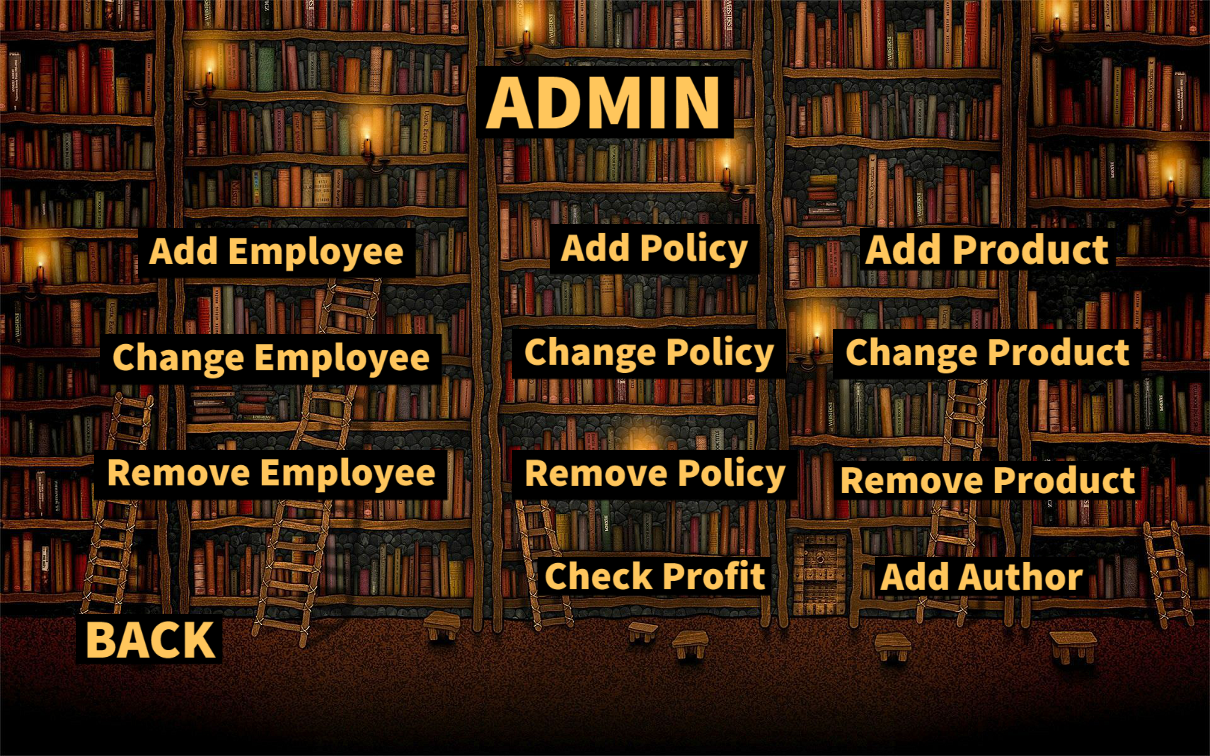 ADMIN
Add Employee
Add Policy
Add Product
Change Employee
Change Policy
Change Product
Remove Employee
Remove Policy
Remove Product
Check Profit
Add Author
BACK